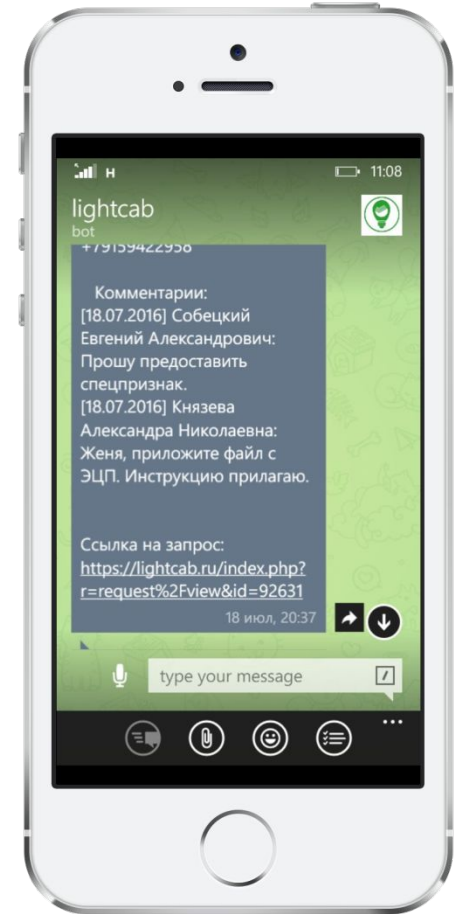 H
11:08
lightcab
bot
+79159422958
Комментарии:
[18.07.2016] Собецкий
Евгений Александрович:
Прошу предоставить
спецпризнак.
[18.07.2016] Князева
Александра Николаевна:
Женя, приложите файл с
ЭЦП. Инструкцию прилагаю.
Ссылка на запрос:
https://lightcab.ru/index.php?
r=request%2Fview&id=92631
18 июл, 20:37
type your message